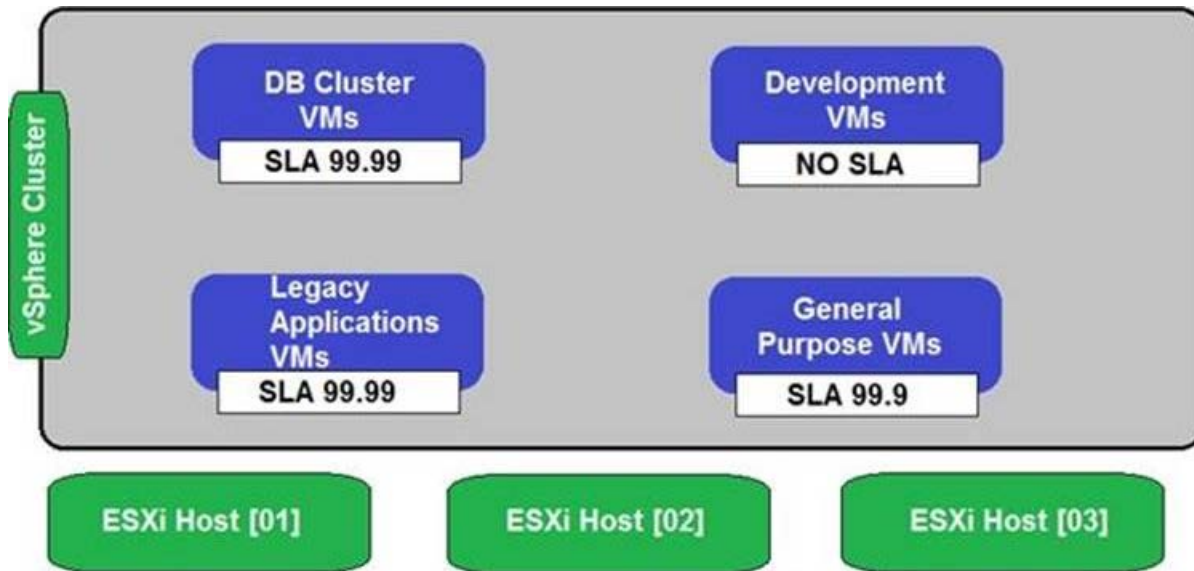 vSphere Cluster
DB Cluster
VMs
SLA 99.99
Development
VMs
NO SLA
Legacy
Applications
VMs
SLA 99.99
General
Purpose VMs
SLA 99.9
ESXi Host [01]
ESXi Host [02]
ESXi Host [03]